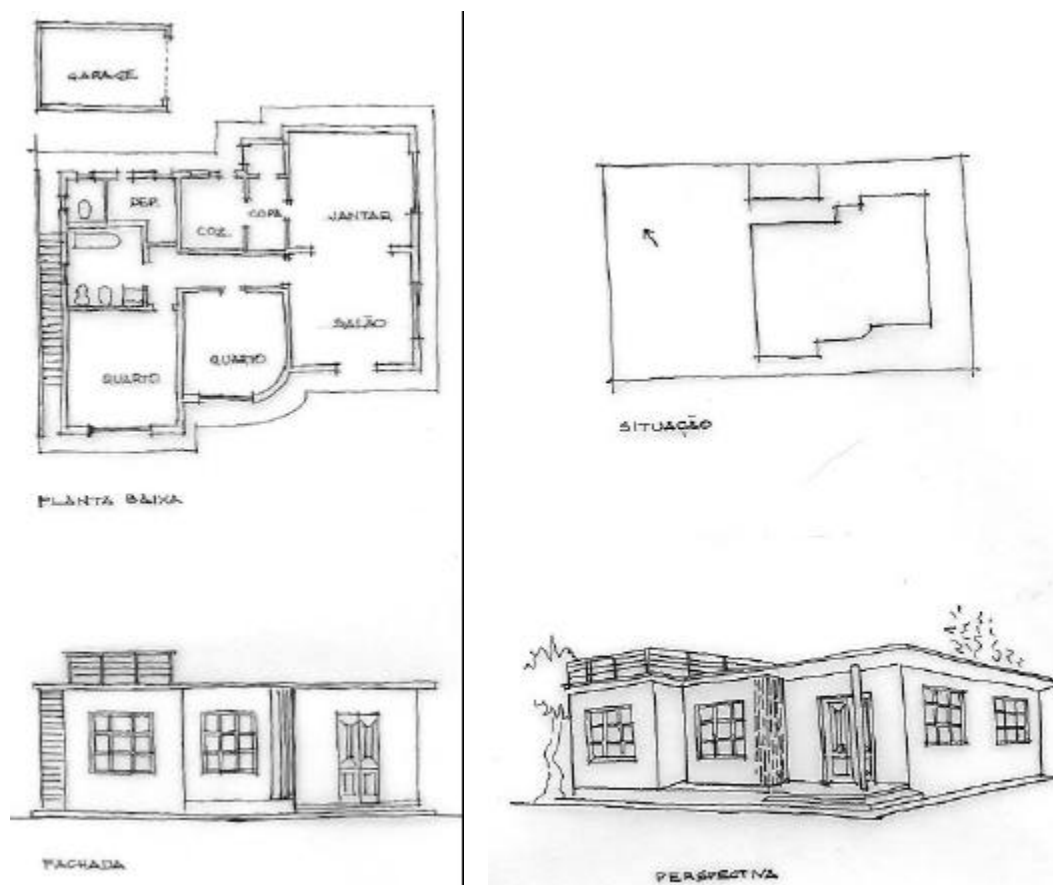 GARAGE
DEP.
COZ.
COPA
JANTAR
SALÃO
QUARTO
QUARTO
PLANTA BAIXA
SITUAÇÃO
FACHADA
PERSPECTIVA